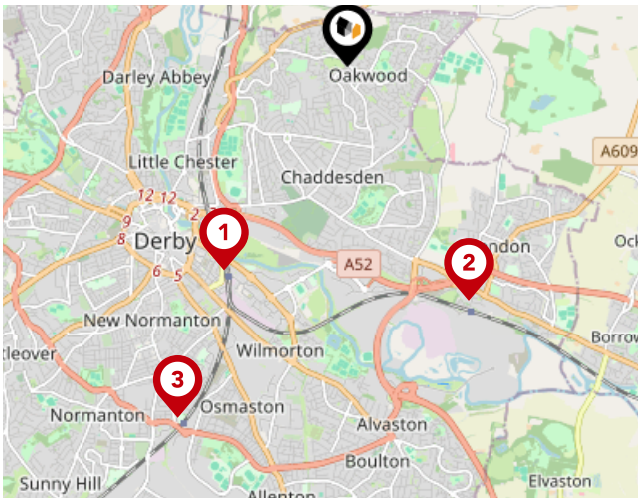 Oakwood
Darley Abbey
A609
Little Chester
Chaddesden
12 12
9
2
8
Derby
1
ndon
Ock
A52
2
6 5
New Normanton
Borrow
tleover
Wilmorton
3
Normanton
Osmaston
Alvaston
Boulton
Sunny Hill
Elvaston
Allenton